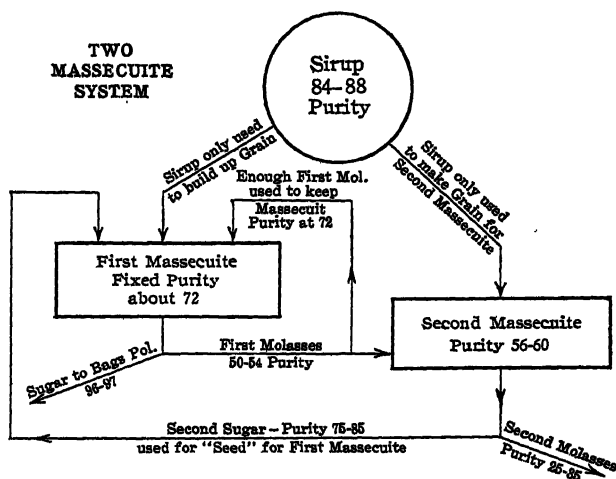 TWO
MASSECUITE
SYSTEM
Sirup
84-88
Purity
Sirup only used
to build up Grain
Sirup only used
to make Grain for
Second Massecuite
Enough First Mol.
used to keep
Massecuit
Purity at 72
First Massecuite
Fixed Purity
about 72
Second Massecuite
Purity 56-60
First Molasses
50-54 Purity
Sugar to Bags Pol.
96-97
Second Sugar - Purity 75-85
used for "Seed" for First Massecuite
Second Molasses
Purity 25-35